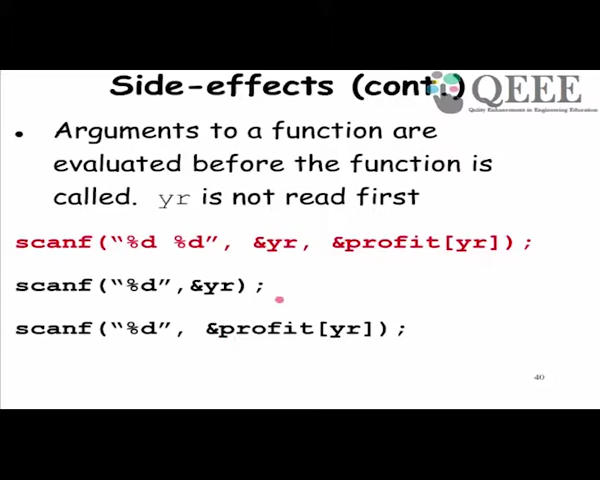 Side-effects (cont.)
QEEE
Quality Enhancement in Engineering Education
• Arguments to a function are
evaluated before the function is
called. yr is not read first
scanf(“%d %d”, &yr, &profit[yr]);
scanf(“%d”,&yr);
scanf(“%d”, &profit[yr]);
40